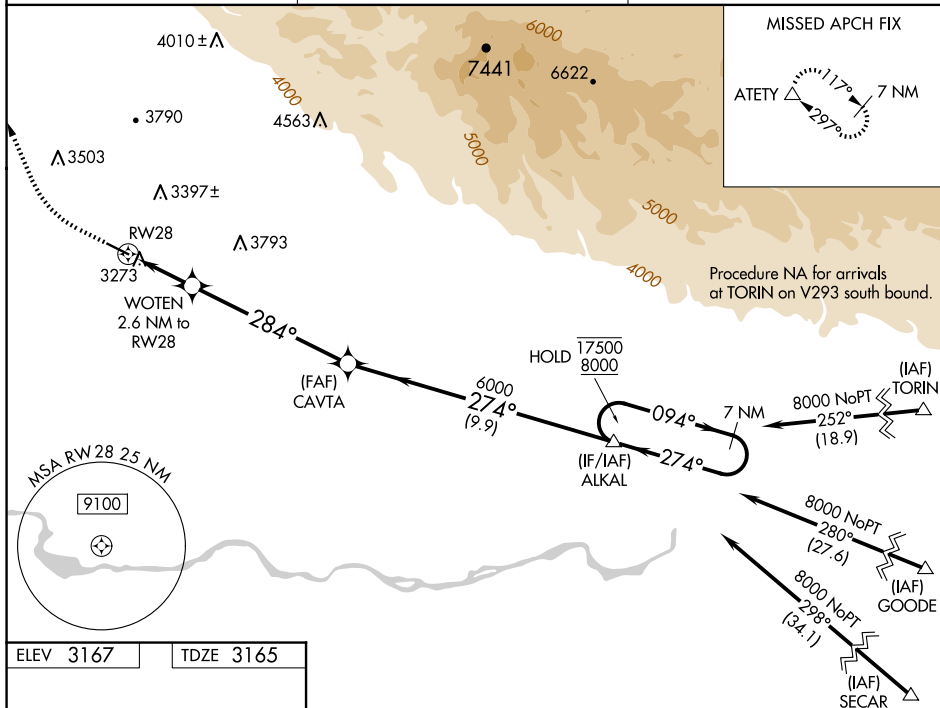 MISSED APCH FIX
ATETY
117°
297°
7 NM
4010±
6000
7441
6622
4000
3790
4563
5000
3503
3397±
5000
RW28
3793
3273
4000
WOTEN
2.6 NM to
RW28
Procedure NA for arrivals
at TORIN on V293 south bound.
284°
(FAF)
CAVTA
HOLD 17500
8000
6000
274°
(9.9)
094°
7 NM
274°
(IF/IAF)
ALKAL
(IAF)
TORIN
8000 NoPT
252°
(18.9)
MSA RW28 25 NM
9100
8000 NoPT
280°
(27.6)
(IAF)
GOODE
8000 NoPT
298°
(34.1)
(IAF)
SECAR
ELEV 3167
TDZE 3165